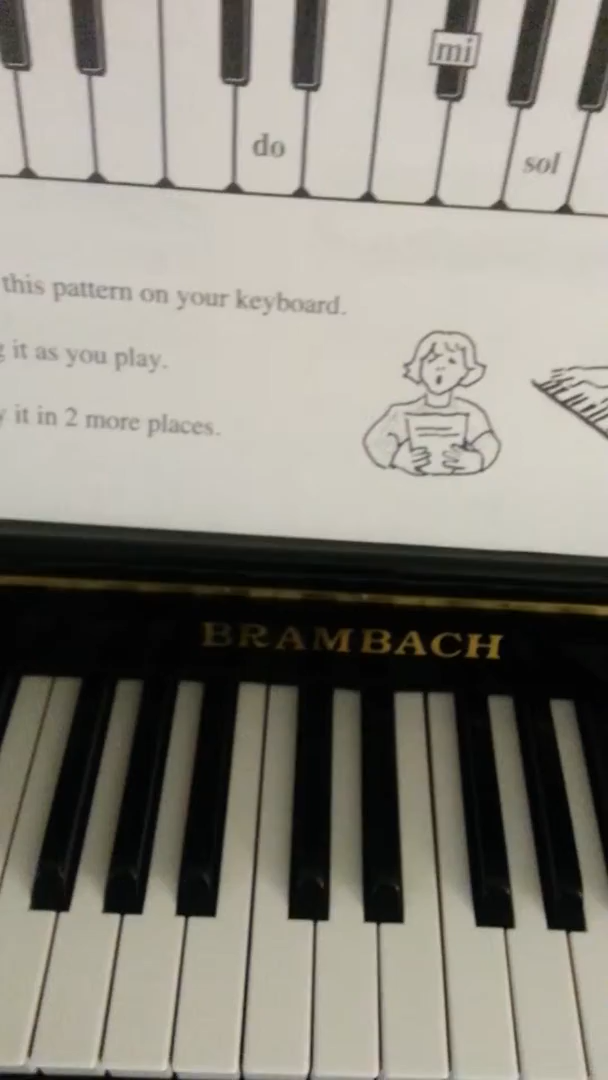 mi
do
sol
this pattern on your keyboard.
it as you play.
it in 2 more places.
BRAMBACH